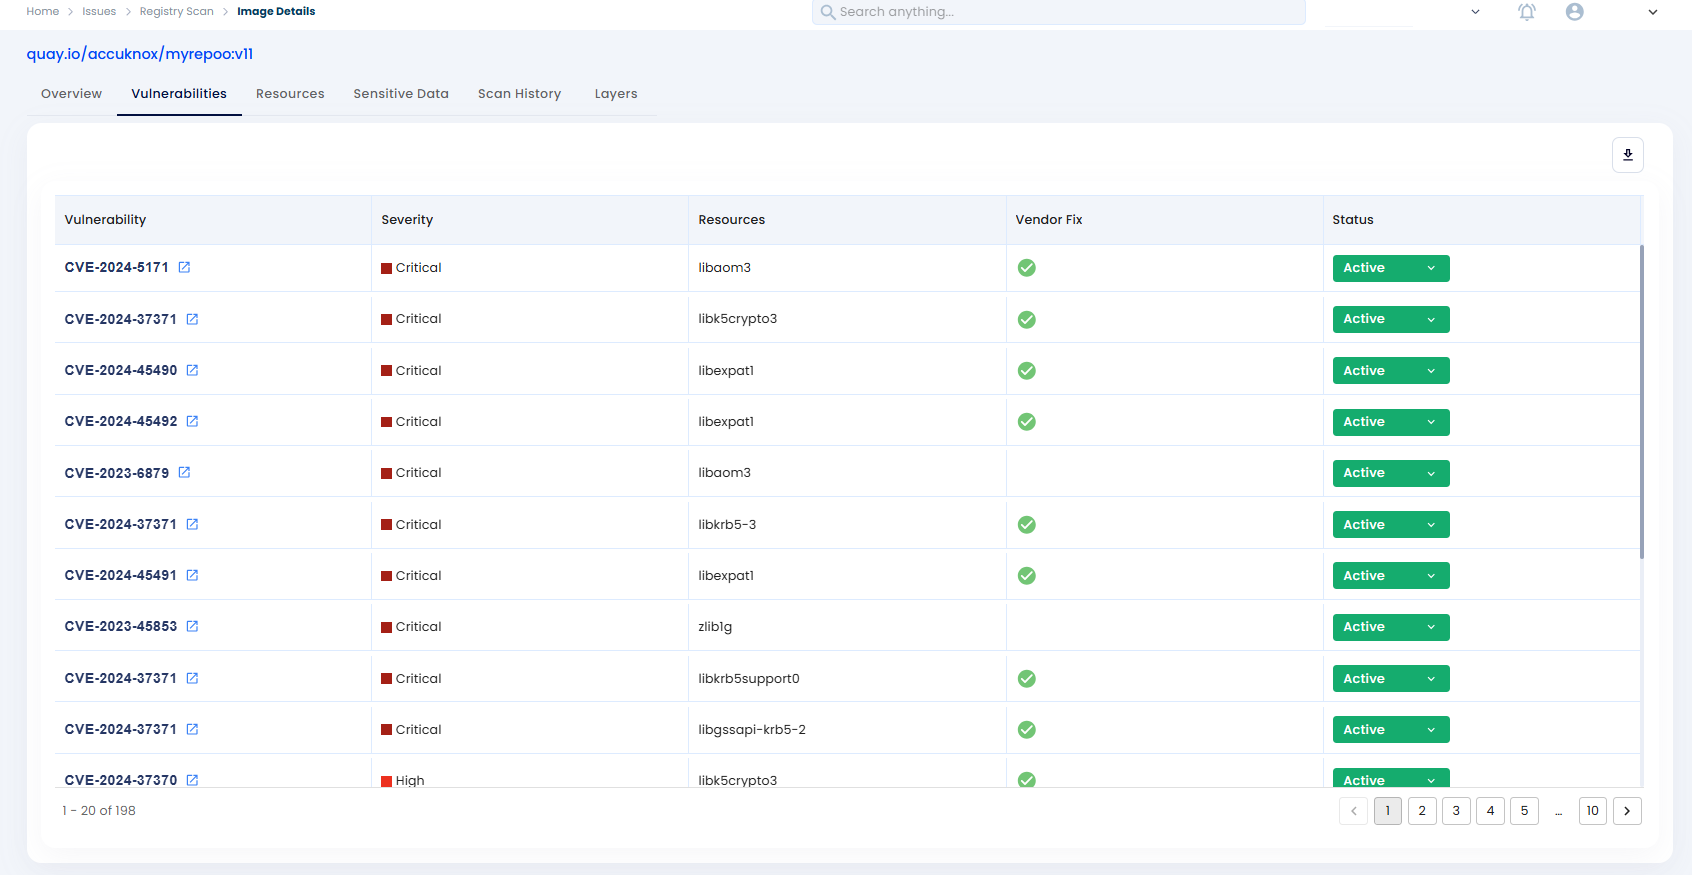 Home > Issues > Registry Scan > Image Details
Search anything...
quay.io/accuknox/myrepoo:v11
Overview Vulnerabilities Resources Sensitive Data Scan History Layers
Vulnerability Severity Resources Vendor Fix Status
CVE-2024-5171 Critical libaom3 Active
CVE-2024-37371 Critical libk5crypto3 Active
CVE-2024-45490 Critical libexpat1 Active
CVE-2024-45492 Critical libexpat1 Active
CVE-2023-6879 Critical libaom3 Active
CVE-2024-37371 Critical libkrb5-3 Active
CVE-2024-45491 Critical libexpat1 Active
CVE-2023-45853 Critical zlib1g Active
CVE-2024-37371 Critical libkrb5support0 Active
CVE-2024-37371 Critical libgssapi-krb5-2 Active
CVE-2024-37370 High libk5crypto3 Active
1 - 20 of 198
< 1 2 3 4 5 ... 10 >